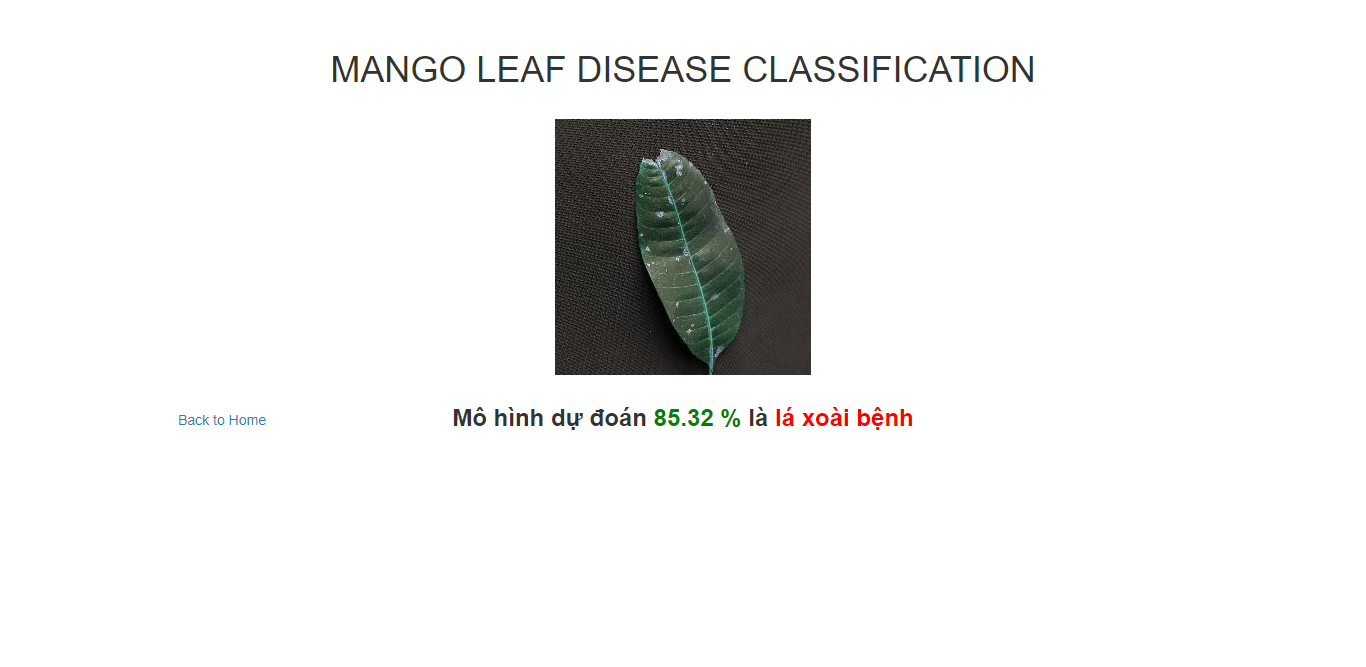 MANGO LEAF DISEASE CLASSIFICATION
Back to Home
Mô hình dự đoán 85.32 % là lá xoài bệnh